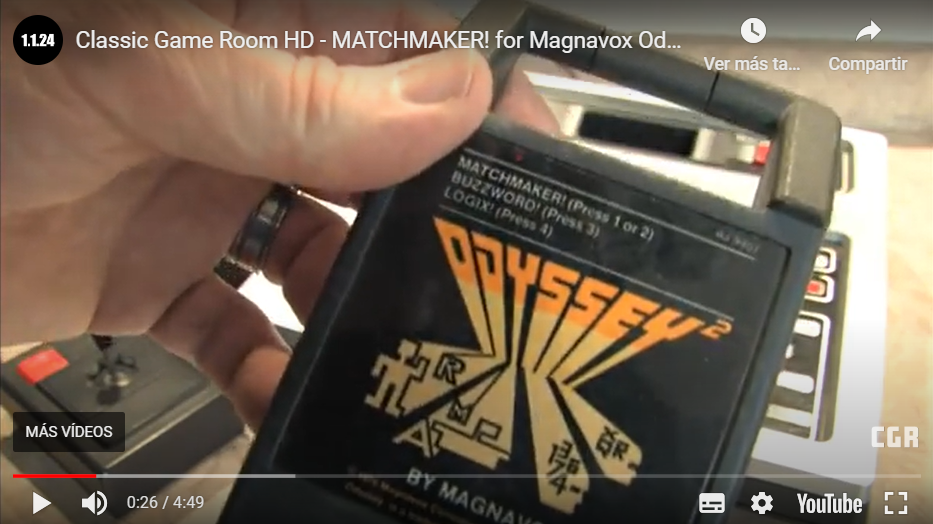 1.1.24
Classic Game Room HD - MATCHMAKER! for Magnavox Od...
Ver más ta...
Compartir
MATCHMAKER! (Press 1 or 2)
BUZZWORD! (Press 3)
LOGIX! (Press 4)
ODYSSEY²
BY MAGNAVO
MÁS VÍDEOS
CGR
0:26 / 4:49
YouTube